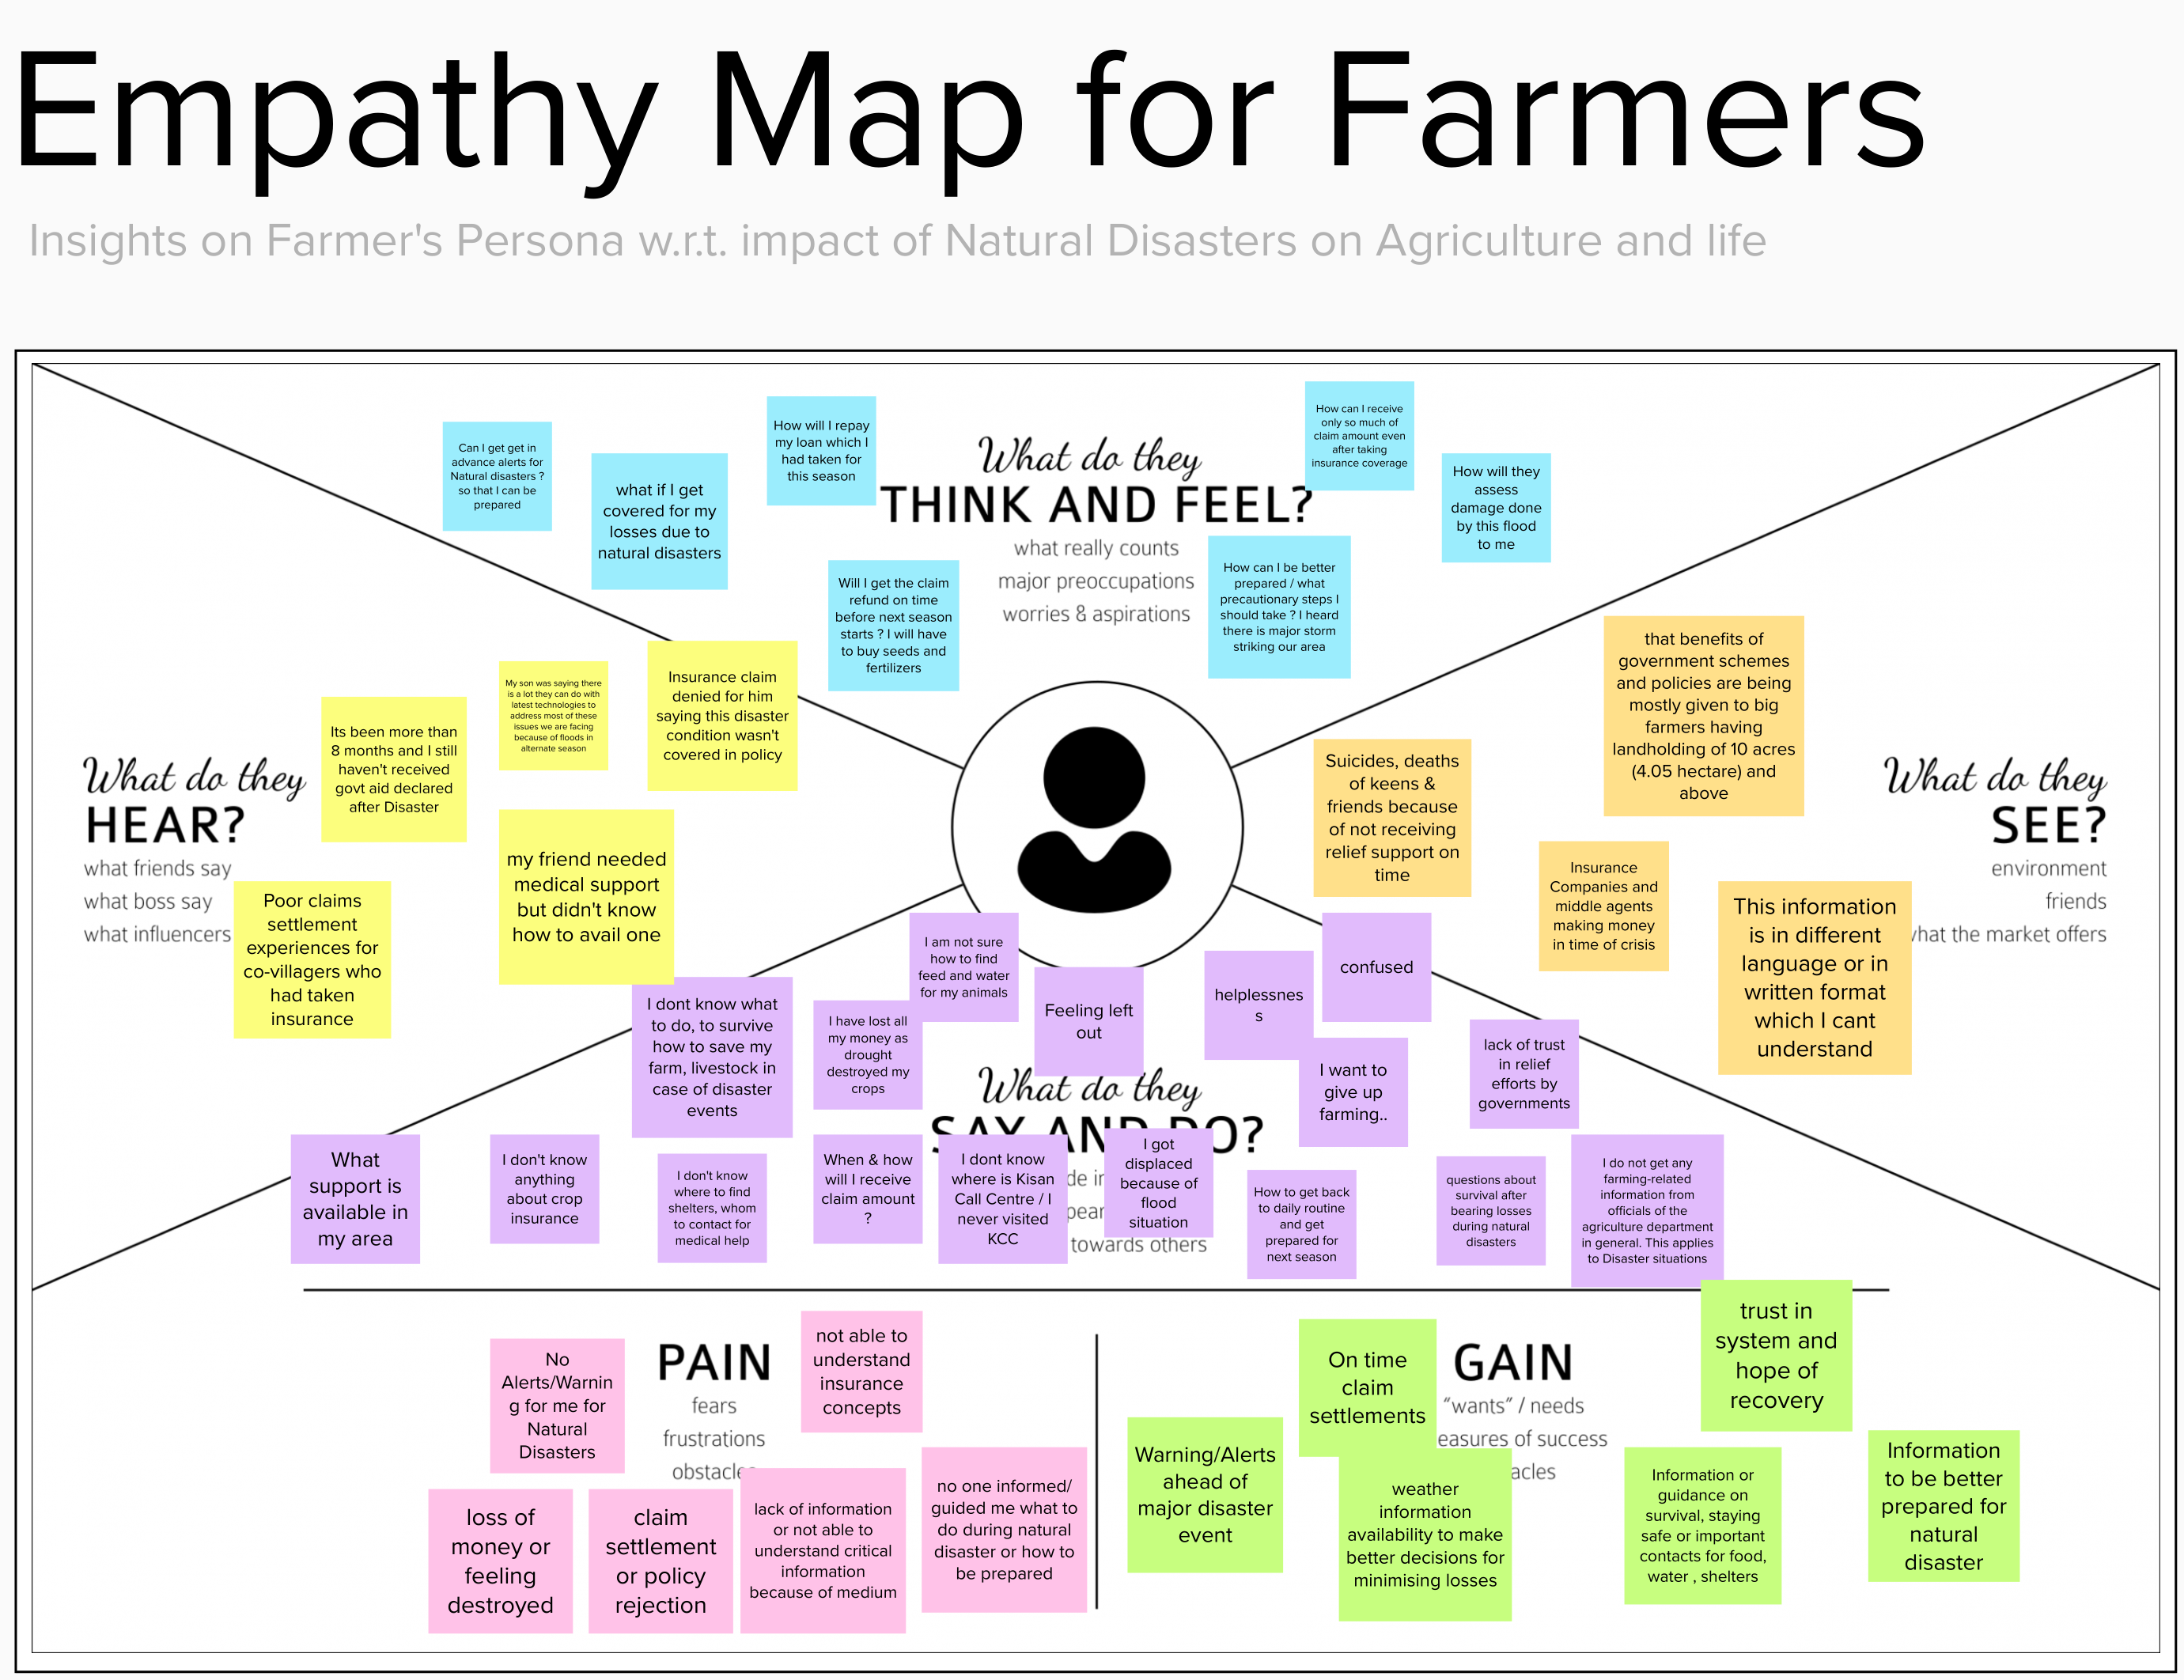 Empathy Map for Farmers
Insights on Farmer's Persona w.r.t. impact of Natural Disasters on Agriculture and life
Can I get get in
advance alerts for
Natural disasters ?
so that I can be
prepared
what if I get
covered for my
losses due to
natural disasters
How will I repay
my loan which I
had taken for
this season
What do they
THINK AND FEEL?
what really counts
major preoccupations
worries & aspirations
How can I receive
only so much of
claim amount even
after taking
insurance coverage
How will they
assess
damage done
by this flood
to me
Will I get the claim
refund on time
before next season
starts ? I will have
to buy seeds and
fertilizers
How can I be better
prepared / what
precautionary steps I
should take ? I heard
there is major storm
striking our area
What do they
HEAR?
what friends say
what boss say
what influencers
Its been more than
8 months and I still
haven't received
govt aid declared
after Disaster
My son was saying there
is a lot they can do with
latest technologies to
address most of these
issues we are facing
because of floods in
alternate season
Insurance claim
denied for him
saying this disaster
condition wasn't
covered in policy
Poor claims
settlement
experiences for
co-villagers who
had taken
insurance
my friend needed
medical support
but didn't know
how to avail one
What do they
SEE?
environment
friends
what the market offers
Suicides, deaths
of keens &
friends because
of not receiving
relief support on
time
that benefits of
government schemes
and policies are being
mostly given to big
farmers having
landholding of 10 acres
(4.05 hectare) and
above
Insurance
Companies and
middle agents
making money
in time of crisis
This information
is in different
language or in
written format
which I cant
understand
What do they
SAY AND DO?
towards others
I dont know what
to do, to survive
how to save my
farm, livestock in
case of disaster
events
I have lost all
my money as
drought
destroyed my
crops
I am not sure
how to find
feed and water
for my animals
Feeling left
out
helplessnes
s
confused
I want to
give up
farming..
lack of trust
in relief
efforts by
governments
What
support is
available in
my area
I don't know
anything
about crop
insurance
I don't know
where to find
shelters, whom
to contact for
medical help
When & how
will I receive
claim amount
?
I dont know
where is Kisan
Call Centre / I
never visited
KCC
I got
displaced
because of
flood
situation
How to get back
to daily routine
and get
prepared for
next season
questions about
survival after
bearing losses
during natural
disasters
I do not get any
farming-related
information from
officials of the
agriculture department
in general. This applies
to Disaster situations
PAIN
fears
frustrations
obstacles
No
Alerts/Warnin
g for me for
Natural
Disasters
not able to
understand
insurance
concepts
loss of
money or
feeling
destroyed
claim
settlement
or policy
rejection
lack of information
or not able to
understand critical
information
because of medium
no one informed/
guided me what to
do during natural
disaster or how to
be prepared
GAIN
“wants” / needs
measures of success
On time
claim
settlements
trust in
system and
hope of
recovery
Warning/Alerts
ahead of
major disaster
event
weather
information
availability to make
better decisions for
minimising losses
Information or
guidance on
survival, staying
safe or important
contacts for food,
water , shelters
Information
to be better
prepared for
natural
disaster